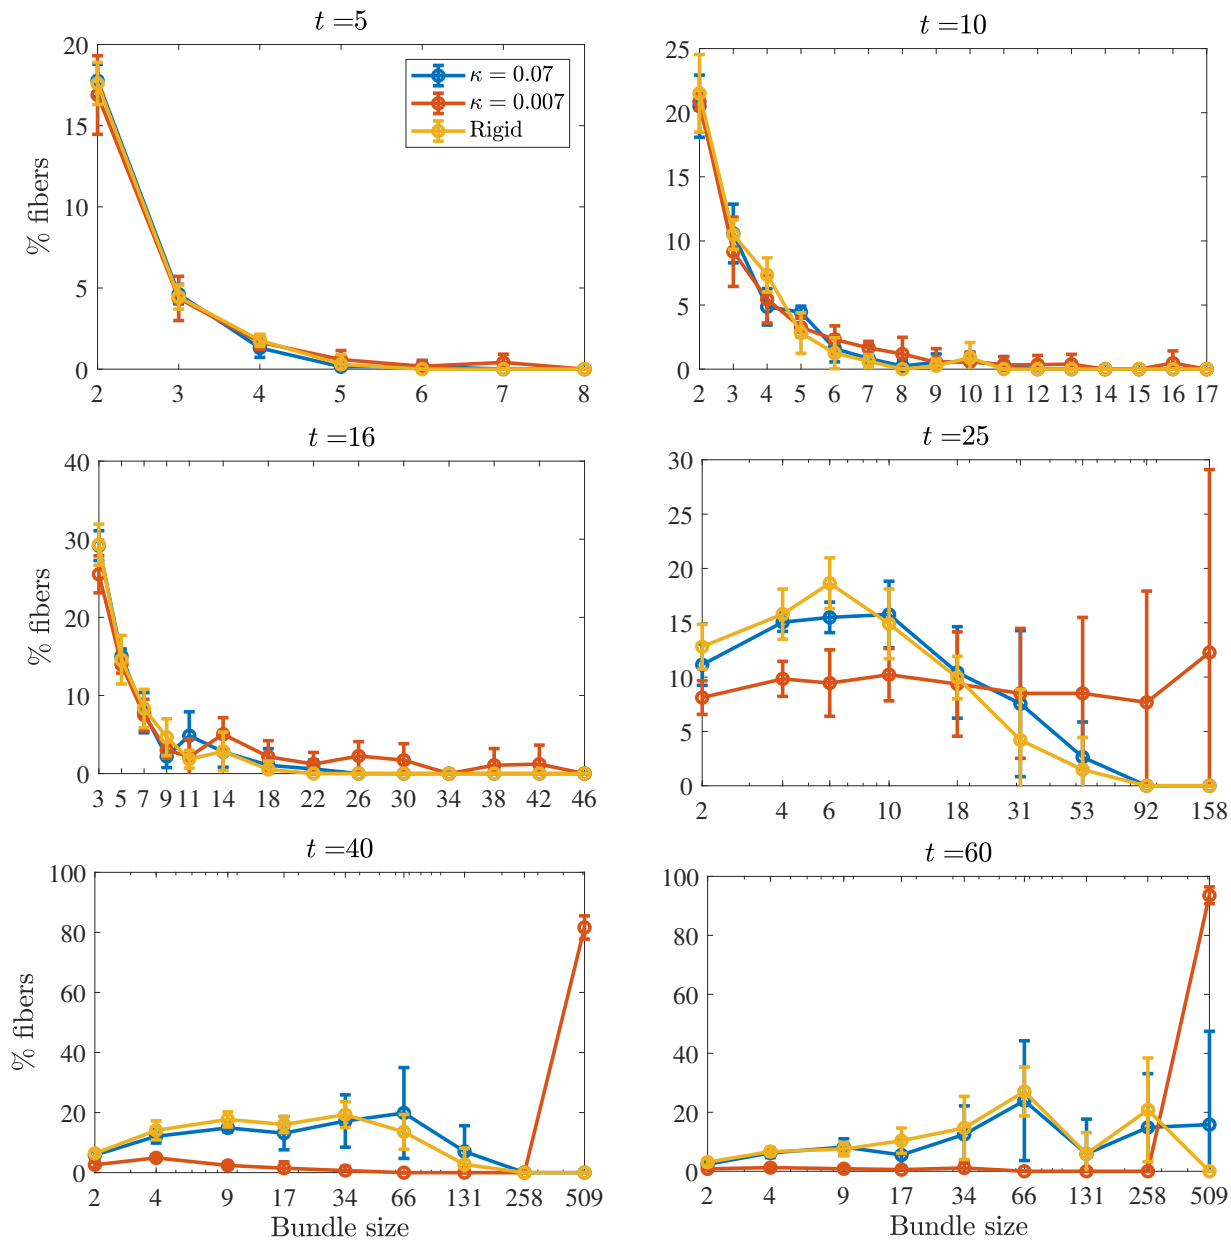 t =5
20
15
10
5
0
% fibers
2 3 4 5 6 7 8
κ = 0.07
κ = 0.007
Rigid
t =10
25
20
15
10
5
0
2 3 4 5 6 7 8 9 10 11 12 13 14 15 16 17
t =16
40
30
20
10
0
% fibers
3 5 7 9 11 14 18 22 26 30 34 38 42 46
t =25
30
25
20
15
10
5
0
2 4 6 10 18 31 53 92 158
t =40
100
80
60
40
20
0
% fibers
2 4 9 17 34 66 131 258 509
Bundle size
t =60
100
80
60
40
20
0
2 4 9 17 34 66 131 258 509
Bundle size